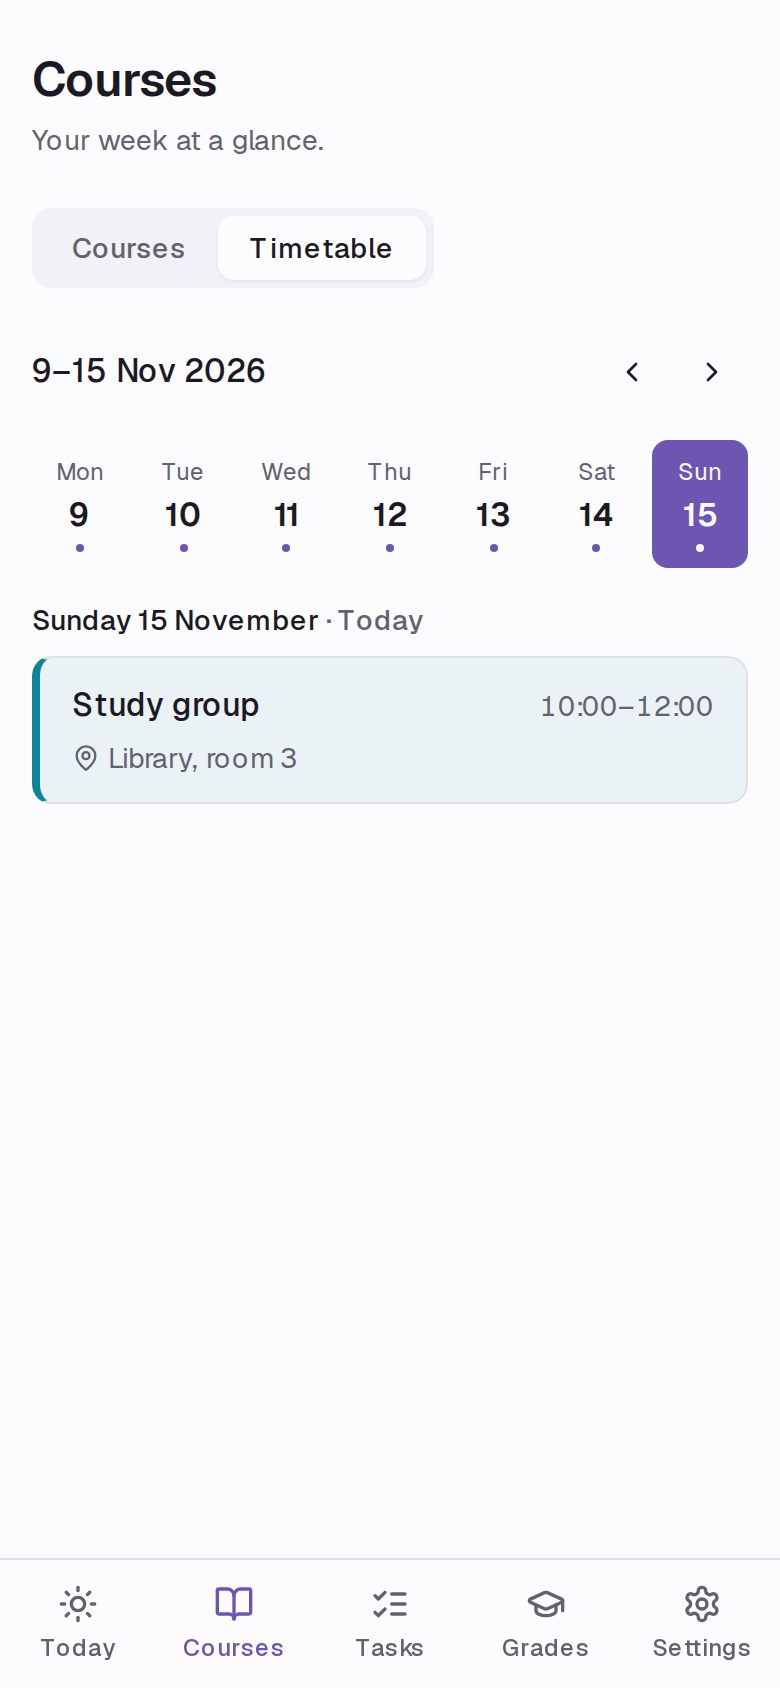 Courses
Your week at a glance.
Courses Timetable
9–15 Nov 2026
Mon Tue Wed Thu Fri Sat Sun
9 10 11 12 13 14 15
Sunday 15 November · Today
Study group 10:00–12:00
Library, room 3
Today Courses Tasks Grades Settings